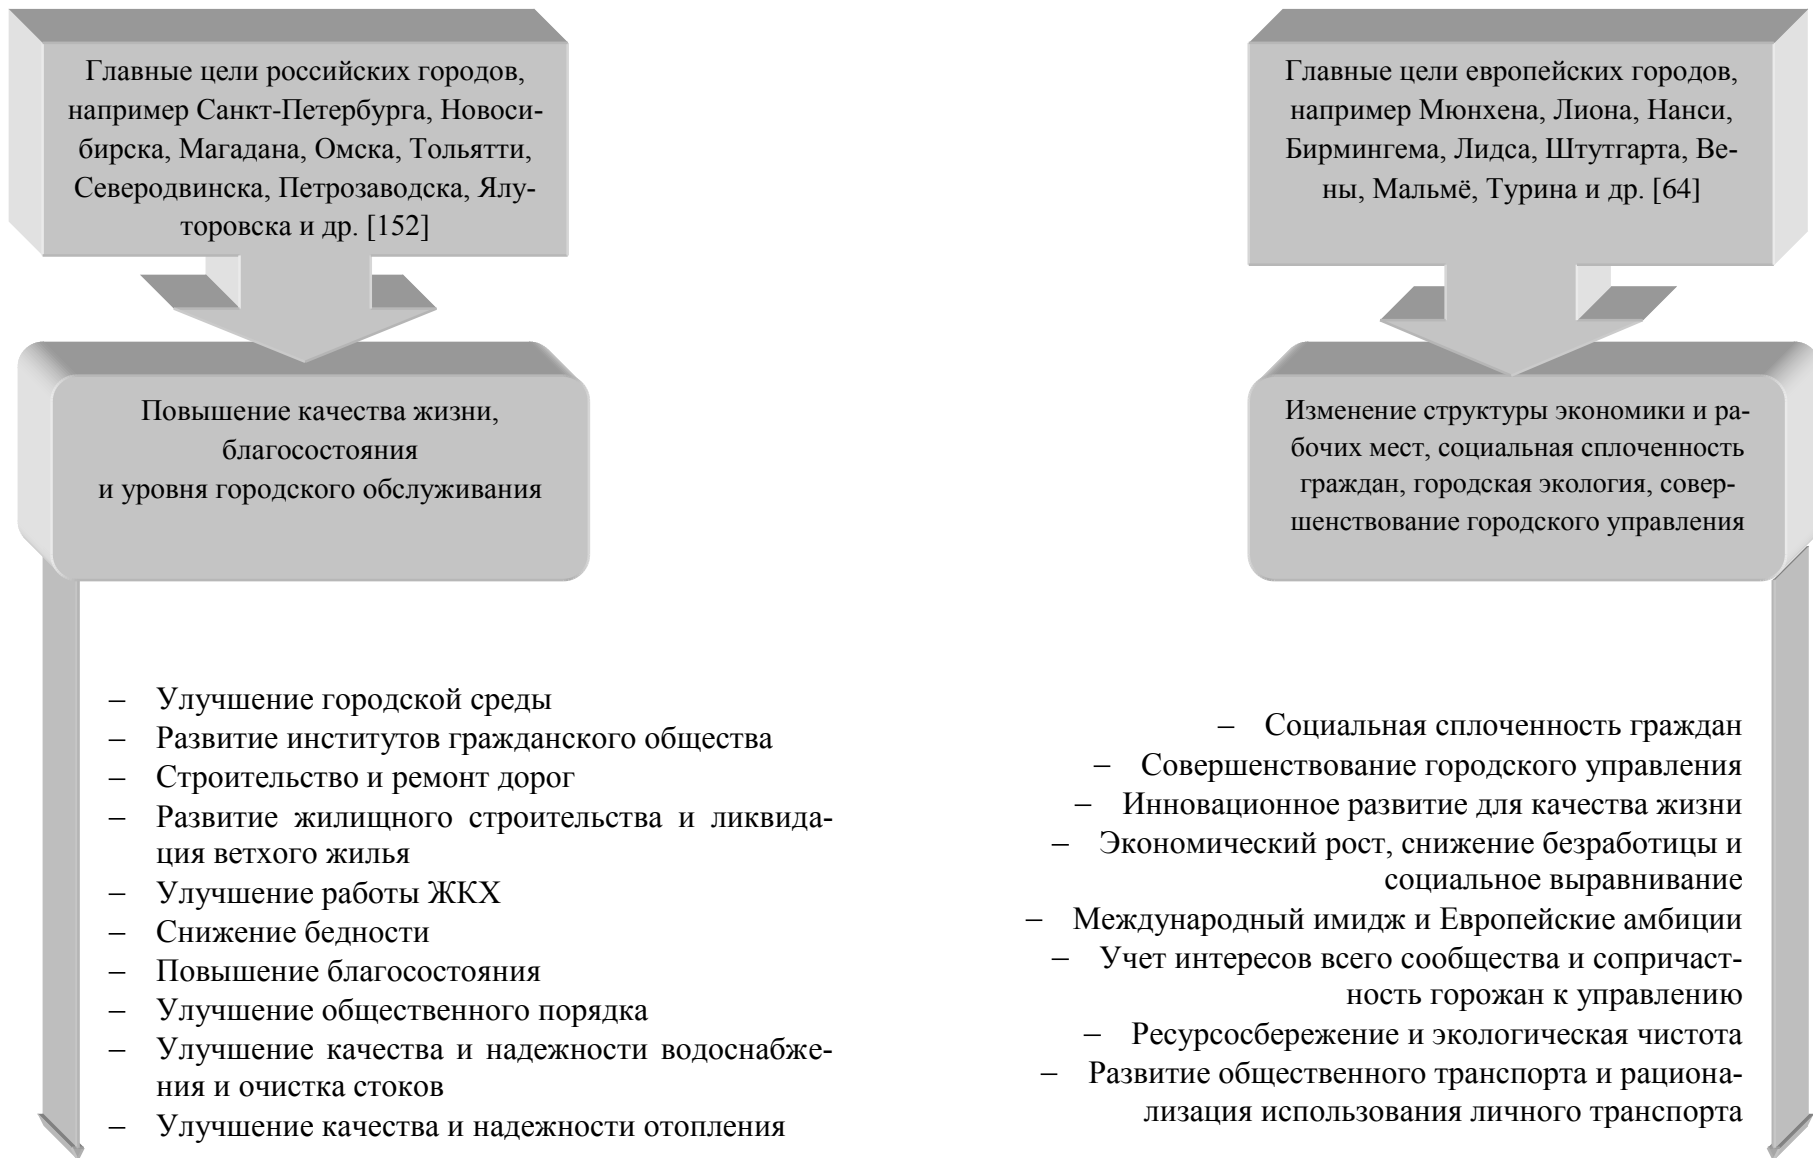 Главные цели российских городов,
например Санкт-Петербурга, Новоси-
бирска, Магадана, Омска, Тольятти,
Северодвинска, Петрозаводска, Ялу-
торовска и др. [152]
Повышение качества жизни,
благосостояния
и уровня городского обслуживания
– Улучшение городской среды
– Развитие институтов гражданского общества
– Строительство и ремонт дорог
– Развитие жилищного строительства и ликвида-
ция ветхого жилья
– Улучшение работы ЖКХ
– Снижение бедности
– Повышение благосостояния
– Улучшение общественного порядка
– Улучшение качества и надежности водоснабже-
ния и очистка стоков
– Улучшение качества и надежности отопления
Главные цели европейских городов,
например Мюнхена, Лиона, Нанси,
Бирмингема, Лидса, Штутгарта, Ве-
ны, Мальмё, Турина и др. [64]
Изменение структуры экономики и ра-
бочих мест, социальная сплоченность
граждан, городская экология, совер-
шенствование городского управления
– Социальная сплоченность граждан
– Совершенствование городского управления
– Инновационное развитие для качества жизни
– Экономический рост, снижение безработицы и
социальное выравнивание
– Международный имидж и Европейские амбиции
– Учет интересов всего сообщества и сопричаст-
ность горожан к управлению
– Ресурсосбережение и экологическая чистота
– Развитие общественного транспорта и рациона-
лизация использования личного транспорта